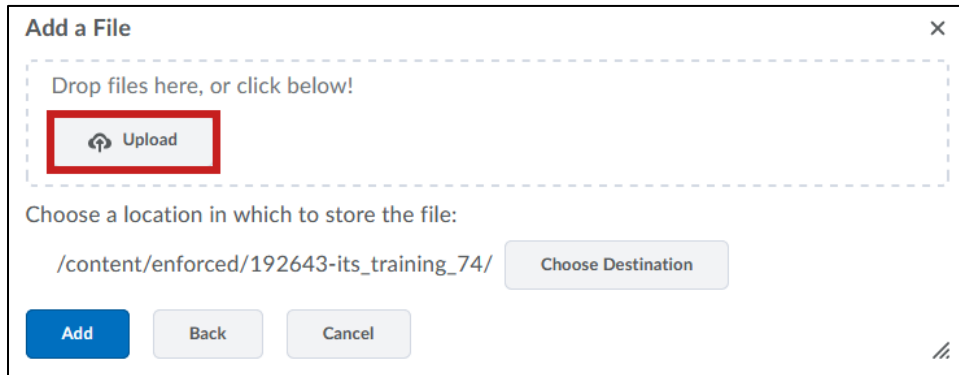 Add a File
Drop files here, or click below!
Upload
Choose a location in which to store the file:
/content/enforced/192643-its_training_74/ Choose Destination
Add Back Cancel